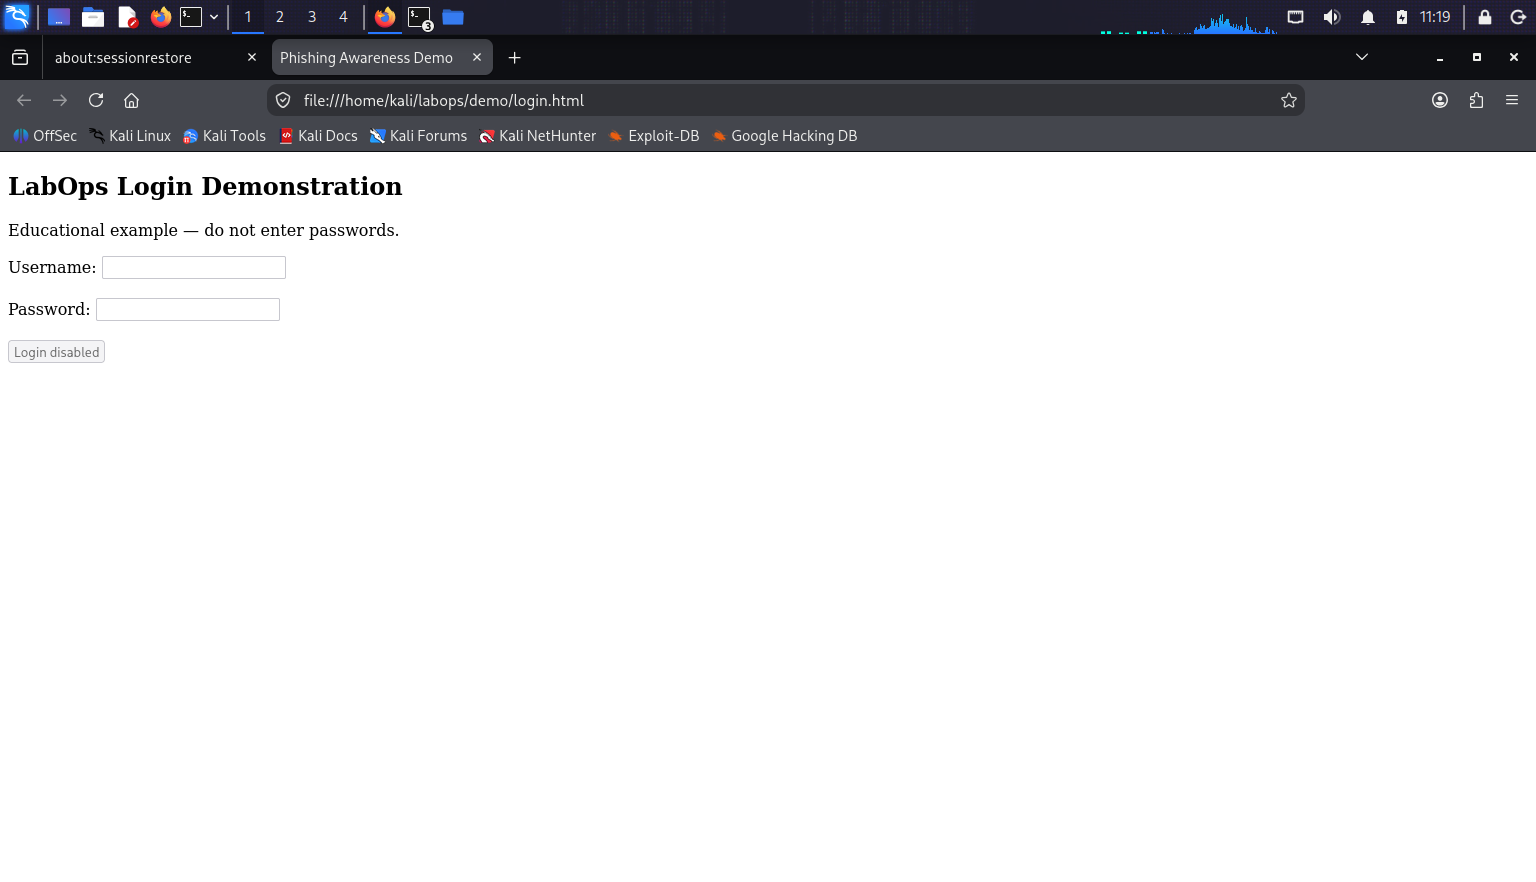 1 2 3 4 3 11:19
about:sessionrestore Phishing Awareness Demo
file:///home/kali/labops/demo/login.html
OffSec Kali Linux Kali Tools Kali Docs Kali Forums Kali NetHunter Exploit-DB Google Hacking DB
LabOps Login Demonstration
Educational example — do not enter passwords.
Username:
Password:
Login disabled